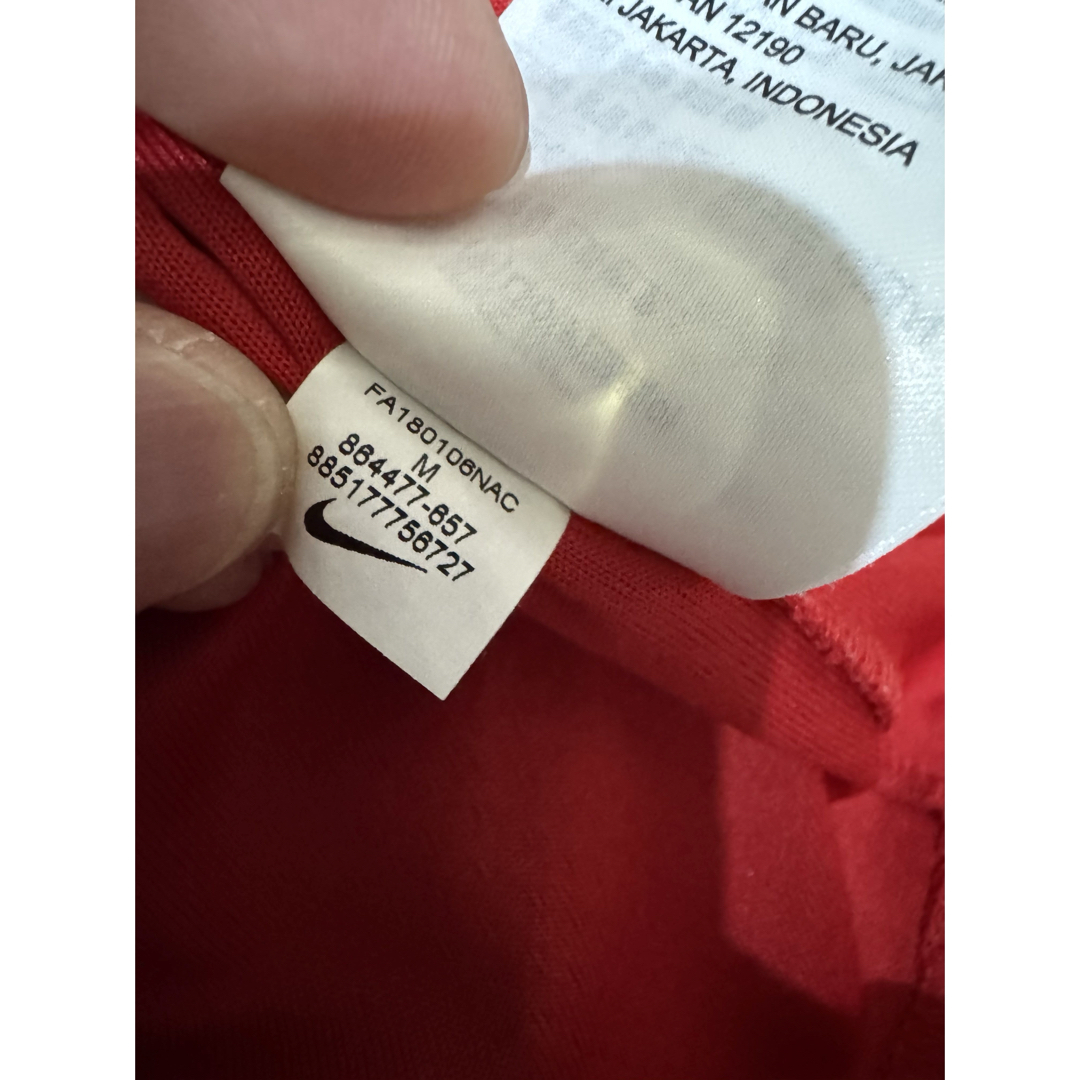 N BARU, JAK
AN 12190
JAKARTA, INDONESIA
FA180106NAC
M
864477-657
885177756727